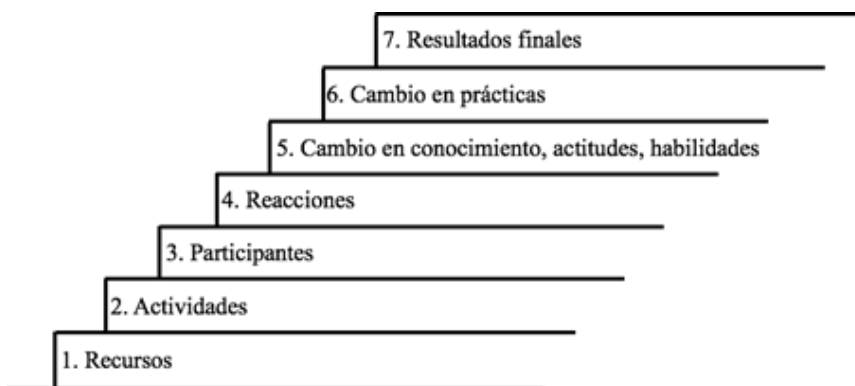 7. Resultados finales
6. Cambio en prácticas
5. Cambio en conocimiento, actitudes, habilidades
4. Reacciones
3. Participantes
2. Actividades
1. Recursos